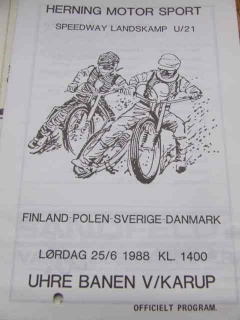 HERNING MOTOR SPORT
SPEEDWAY LANDSKAMP U/21
FINLAND-POLEN-SVERIGE-DANMARK
LØRDAG 25/6 1988 KL. 1400
UHRE BANEN V/KARUP
OFFICIELT PROGRAM.